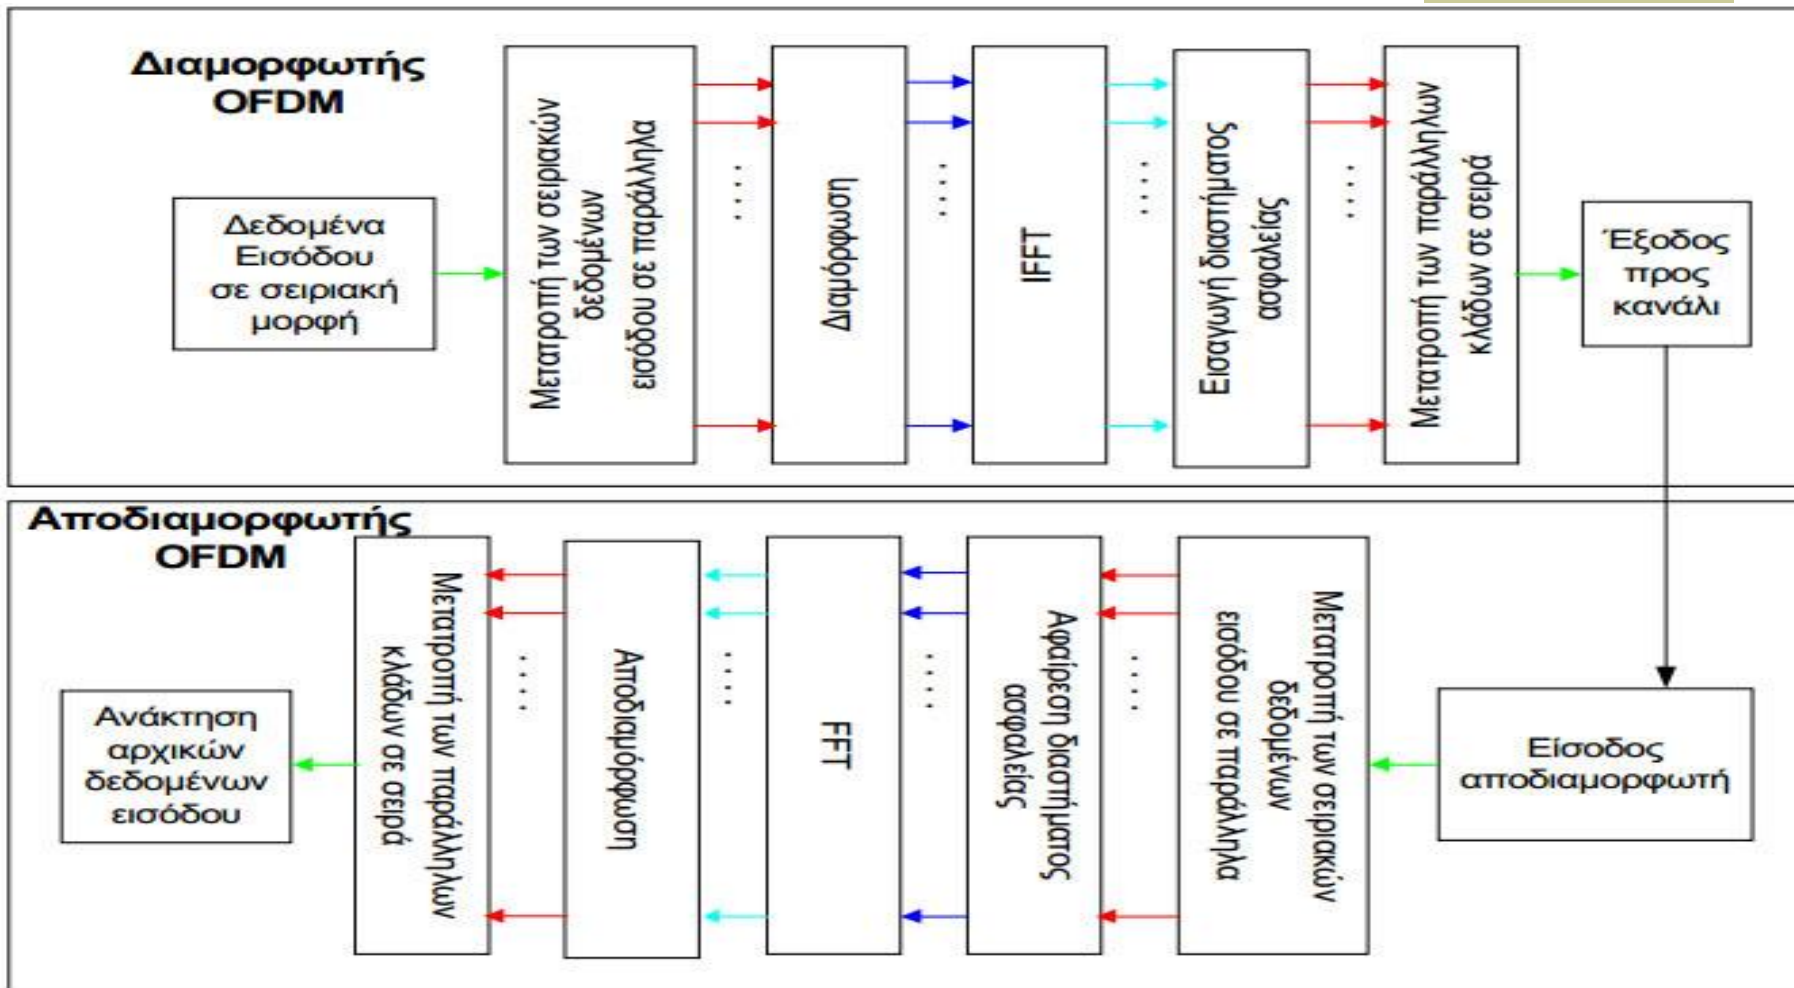 Διαμορφωτής
OFDM
Δεδομένα
Εισόδου
σε σειριακή
μορφή
Μετατροπή των σειριακών
δεδομένων
εισόδου σε παράλληλα
Διαμόρφωση
IFFT
Εισαγωγή διαστήματος
ασφαλείας
Μετατροπή των παράλληλων
κλάδων σε σειρά
Έξοδος
προς
κανάλι
Αποδιαμορφωτής
OFDM
Είσοδος
αποδιαμορφωτή
Μετατροπή των σειριακών
δεδομένων
εισόδου σε παράλληλα
Αφαίρεση διαστήματος
ασφαλείας
FFT
Αποδιαμόρφωση
Μετατροπή των παράλληλων
κλάδων σε σειρά
Ανάκτηση
αρχικών
δεδομένων
εισόδου